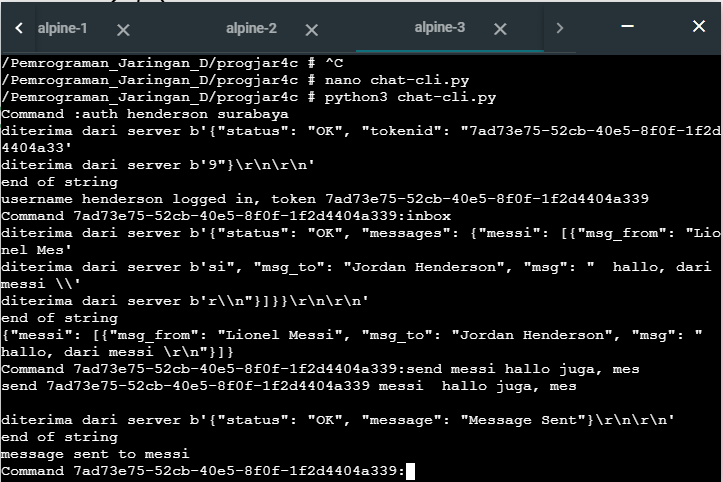 alpine-1
alpine-2
alpine-3
/Pemrograman_Jaringan_D/progjar4c # ^C
/Pemrograman_Jaringan_D/progjar4c # nano chat-cli.py
/Pemrograman_Jaringan_D/progjar4c # python3 chat-cli.py
Command :auth henderson surabaya
diterima dari server b'{"status": "OK", "tokenid": "7ad73e75-52cb-40e5-8f0f-1f2d
4404a33'
diterima dari server b'9"}\r\n\r\n'
end of string
username henderson logged in, token 7ad73e75-52cb-40e5-8f0f-1f2d4404a339
Command 7ad73e75-52cb-40e5-8f0f-1f2d4404a339:inbox
diterima dari server b'{"status": "OK", "messages": {"messi": [{"msg_from": "Lio
nel Mes'
diterima dari server b'si", "msg_to": "Jordan Henderson", "msg": "  hallo, dari
messi \\'
diterima dari server b'r\\n"}]}}\r\n\r\n'
end of string
{"messi": [{"msg_from": "Lionel Messi", "msg_to": "Jordan Henderson", "msg": "
hallo, dari messi \r\n"}]}
Command 7ad73e75-52cb-40e5-8f0f-1f2d4404a339:send messi hallo juga, mes
send 7ad73e75-52cb-40e5-8f0f-1f2d4404a339 messi  hallo juga, mes
diterima dari server b'{"status": "OK", "message": "Message Sent"}\r\n\r\n'
end of string
message sent to messi
Command 7ad73e75-52cb-40e5-8f0f-1f2d4404a339: